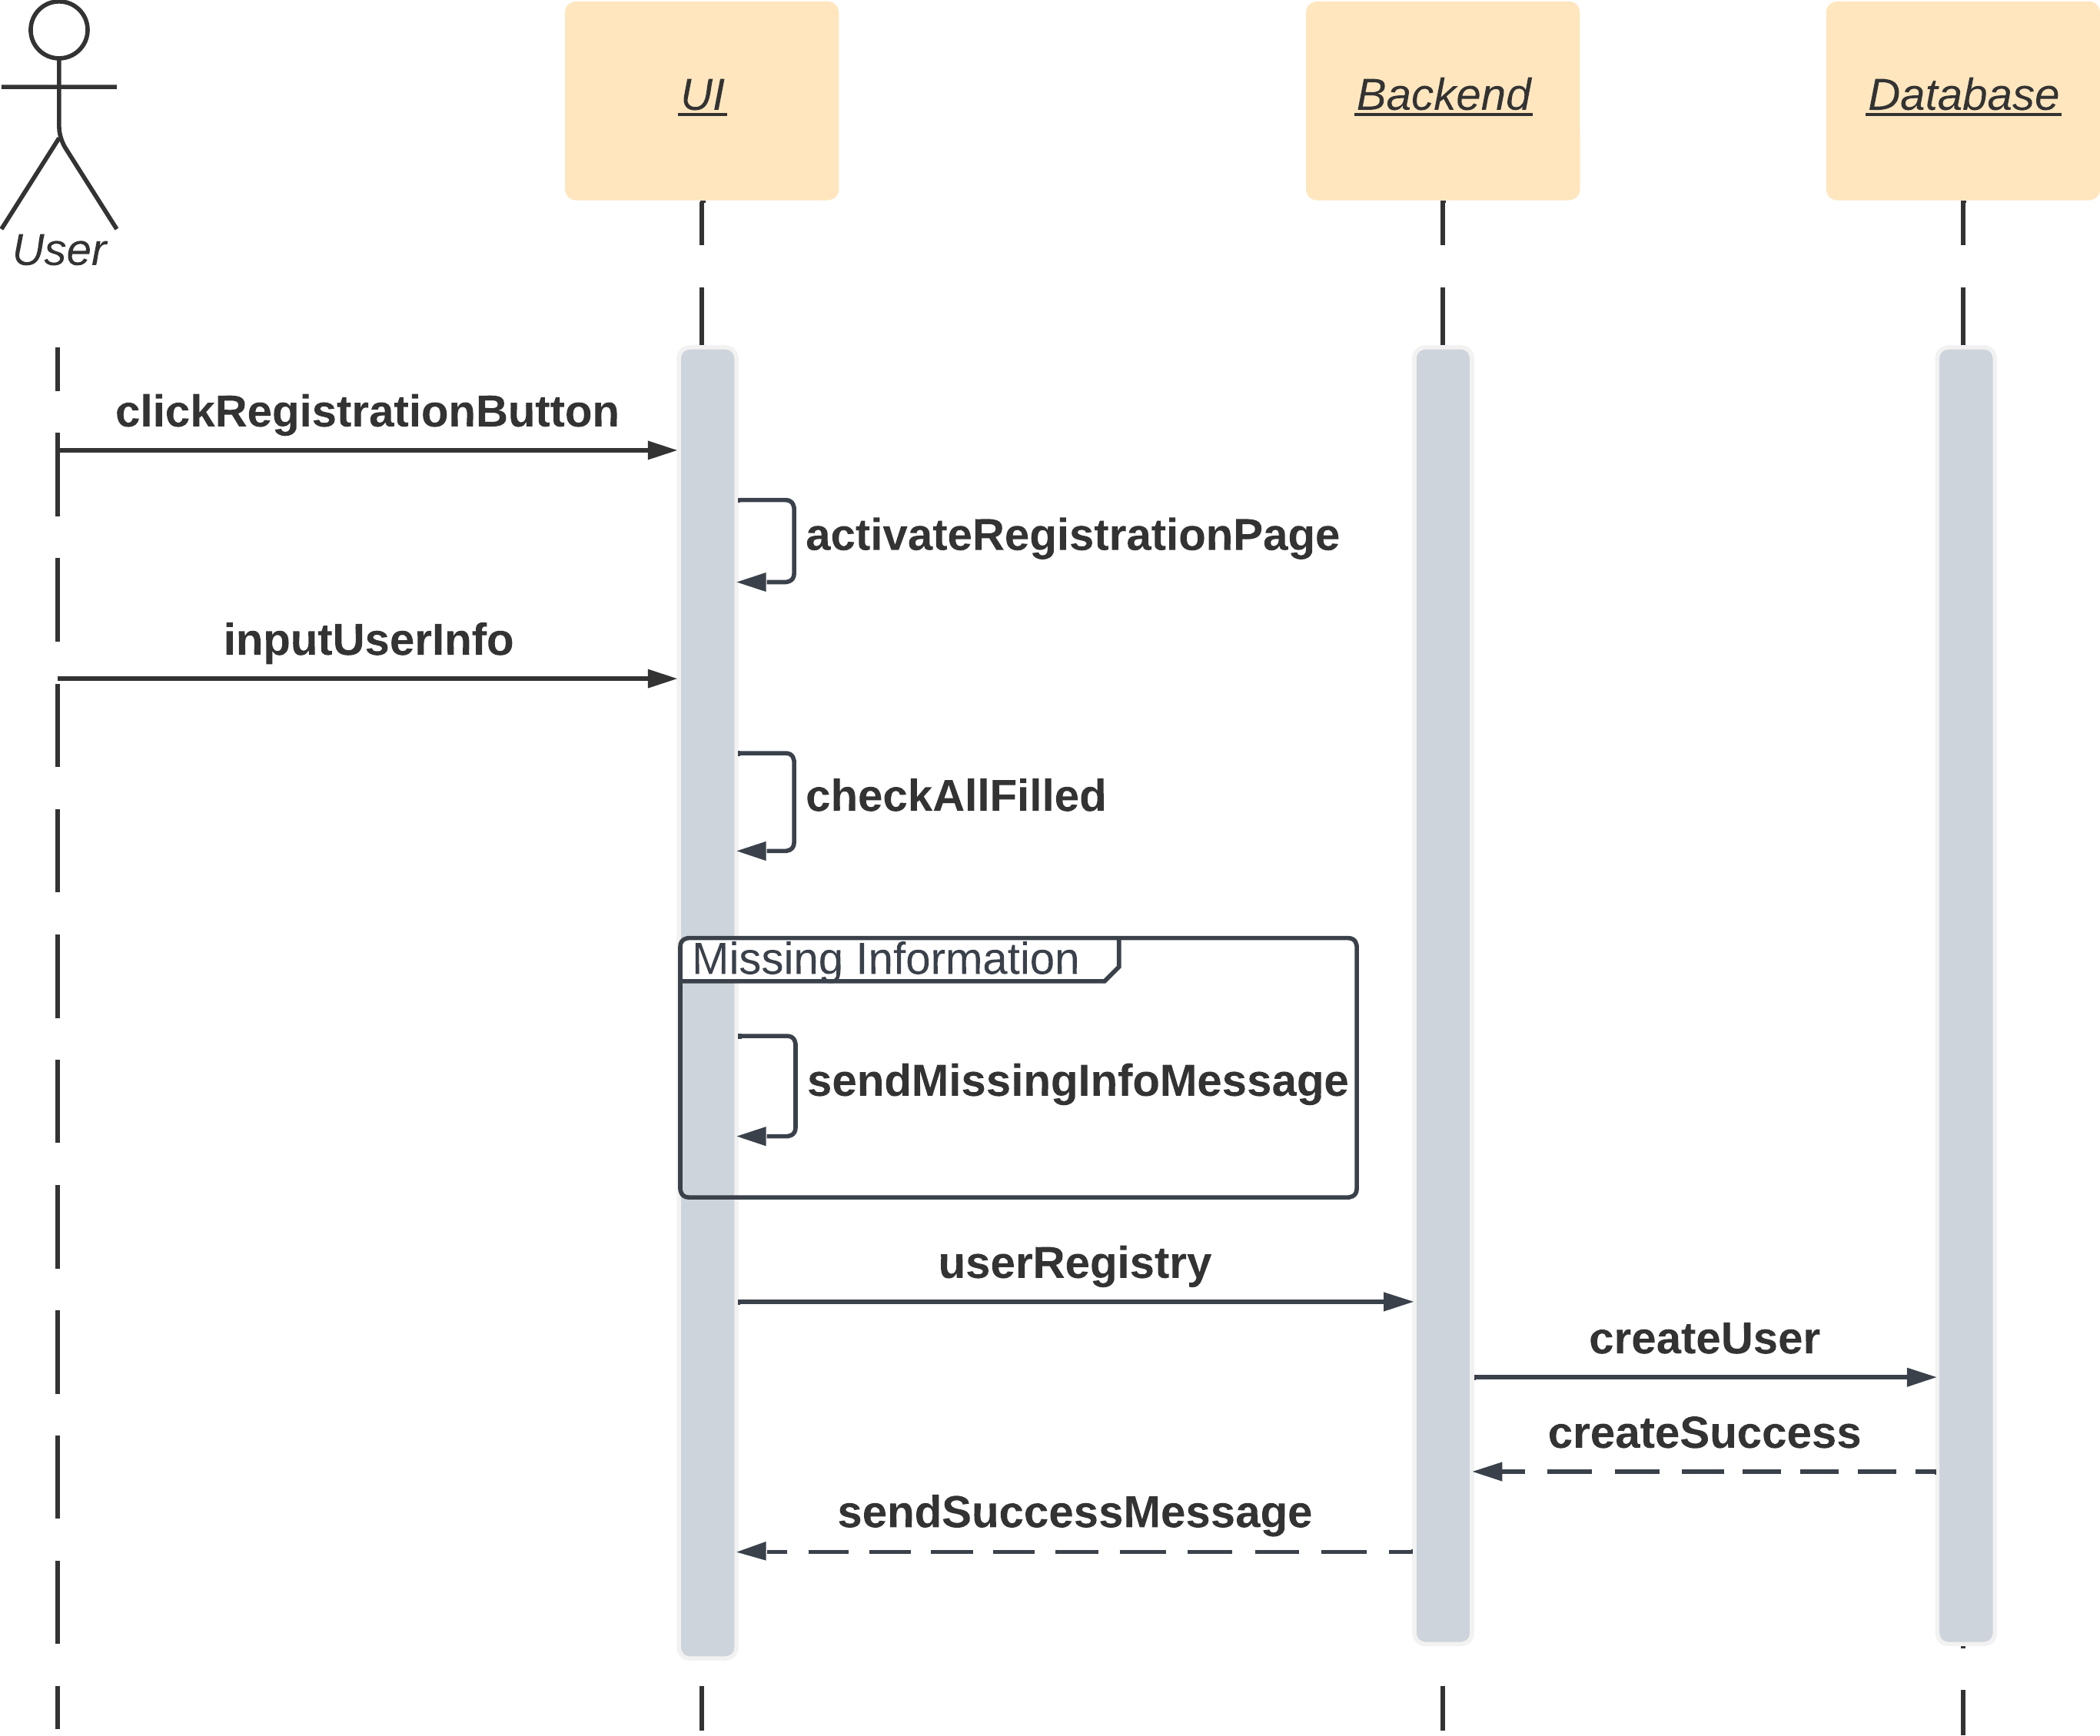 UI
Backend
Database
User
clickRegistrationButton
activateRegistrationPage
inputUserInfo
checkAllFilled
Missing Information
sendMissingInfoMessage
userRegistry
createUser
createSuccess
sendSuccessMessage